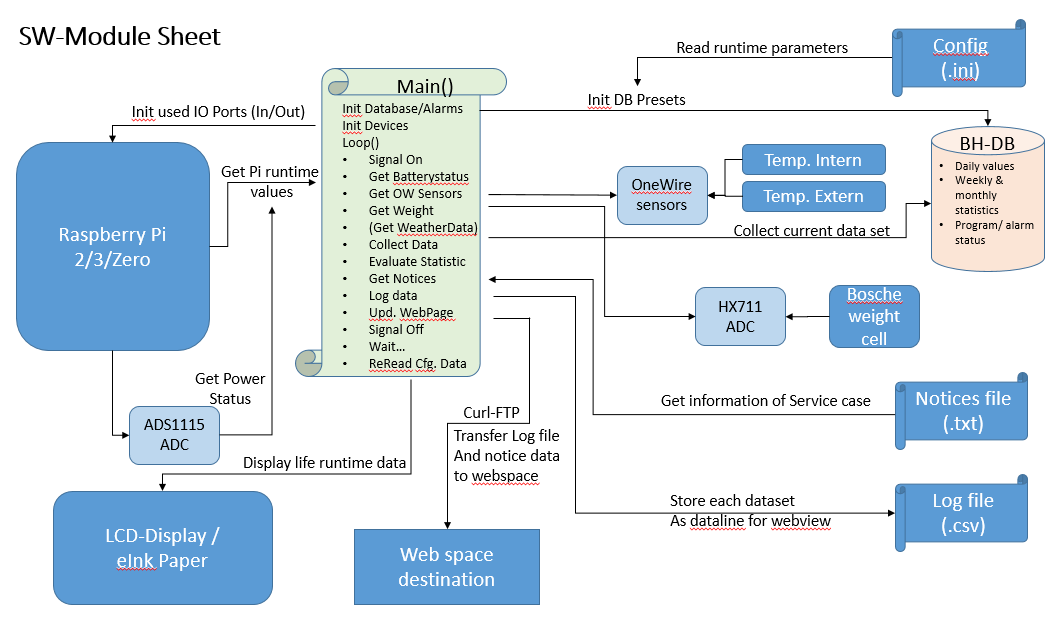 SW-Module Sheet
Read runtime parameters
Config
(.ini)
Init DB Presets
Main()
Init Database/Alarms
Init Devices
Loop()
• Signal On
• Get Batterystatus
• Get OW Sensors
• Get Weight
• (Get WeatherData)
• Collect Data
• Evaluate Statistic
• Get Notices
• Log data
• Upd. WebPage
• Signal Off
• Wait...
• ReRead Cfg. Data
Init used IO Ports (In/Out)
Get Pi runtime
values
Raspberry Pi
2/3/Zero
OneWire
sensors
Temp. Intern
Temp. Extern
BH-DB
• Daily values
• Weekly &
monthly
statistics
• Program/ alarm
status
Collect current data set
HX711
ADC
Bosche
weight
cell
Get Power
Status
ADS1115
ADC
Get information of Service case
Notices file
(.txt)
Curl-FTP
Transfer Log file
And notice data
to webspace
Display life runtime data
Store each dataset
As dataline for webview
Log file
(.csv)
LCD-Display /
eInk Paper
Web space
destination